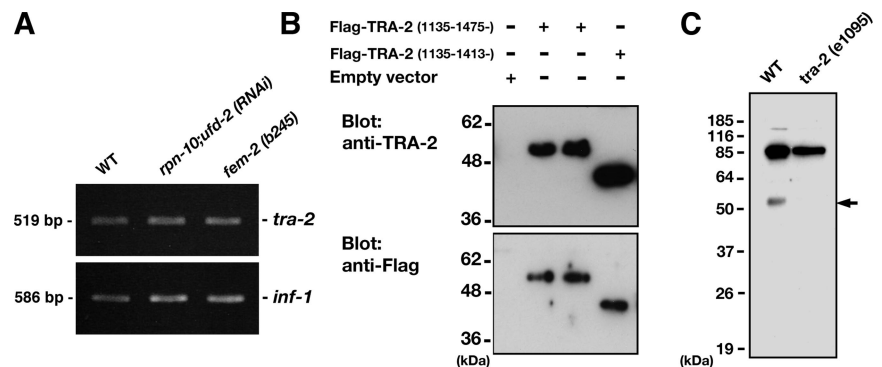 A
WT
rpn-10;ufd-2 (RNAi)
fem-2 (b245)
519 bp -
- tra-2
586 bp -
- inf-1
B
Flag-TRA-2 (1135-1475-) - + + -
Flag-TRA-2 (1135-1413-) - - - +
Empty vector + - - -
Blot:
anti-TRA-2
62 -
48 -
36 -
Blot:
anti-Flag
62 -
48 -
36 -
(kDa)
C
WT
tra-2 (e1095)
185 -
116 -
85 -
64 -
50 -
37 -
26 -
19 -
(kDa)